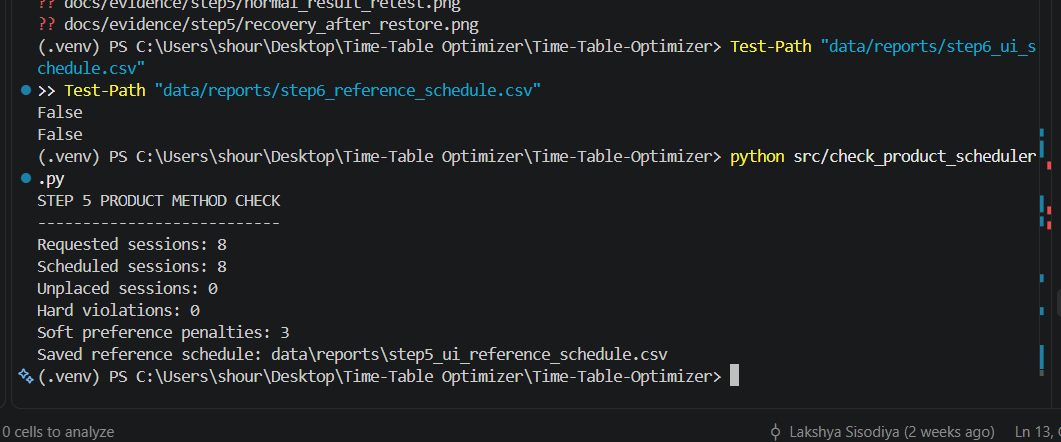 ?? docs/evidence/step5/normal_result_retest.png
?? docs/evidence/step5/recovery_after_restore.png
(.venv) PS C:\Users\shour\Desktop\Time-Table Optimizer\Time-Table-Optimizer> Test-Path "data/reports/step6_ui_s
chedule.csv"
>> Test-Path "data/reports/step6_reference_schedule.csv"
False
False
(.venv) PS C:\Users\shour\Desktop\Time-Table Optimizer\Time-Table-Optimizer> python src/check_product_scheduler
.py
STEP 5 PRODUCT METHOD CHECK
---------------------------
Requested sessions: 8
Scheduled sessions: 8
Unplaced sessions: 0
Hard violations: 0
Soft preference penalties: 3
Saved reference schedule: data\reports\step5_ui_reference_schedule.csv
(.venv) PS C:\Users\shour\Desktop\Time-Table Optimizer\Time-Table-Optimizer>
0 cells to analyze Lakshya Sisodiya (2 weeks ago) Ln 13,